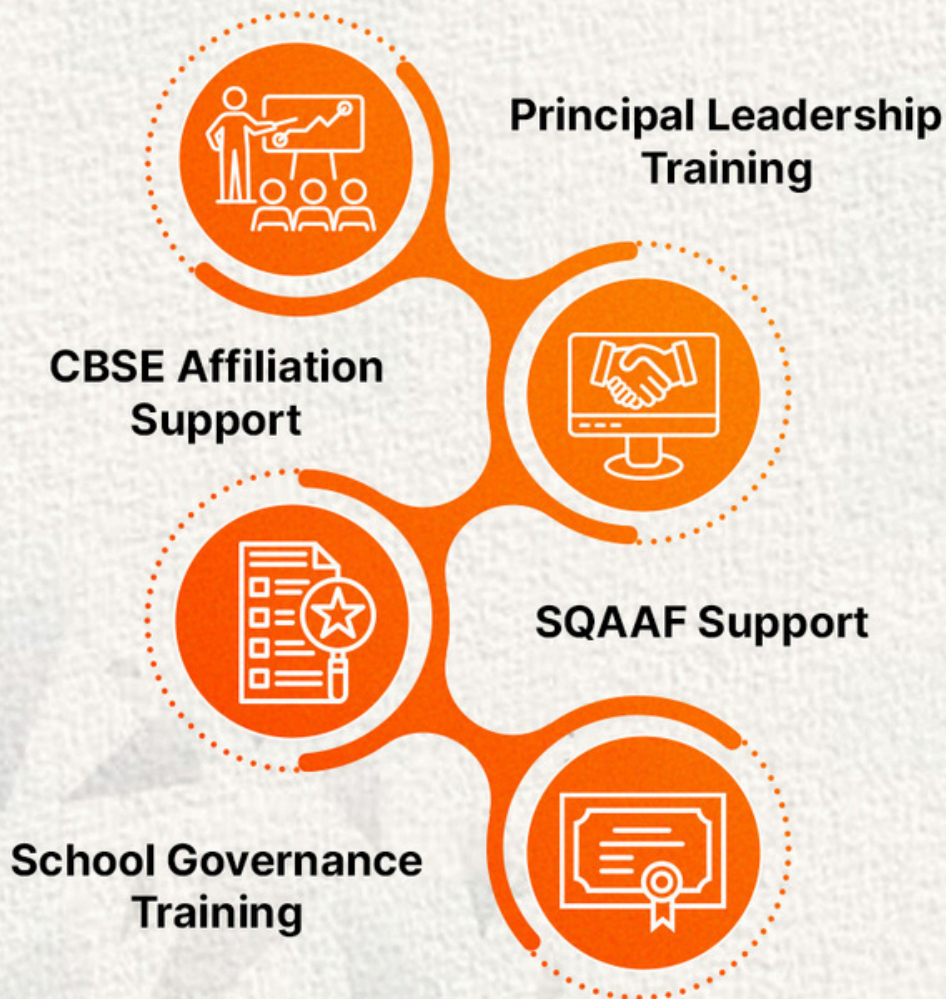 Principal Leadership
Training
CBSE Affiliation
Support
SQAAF Support
School Governance
Training